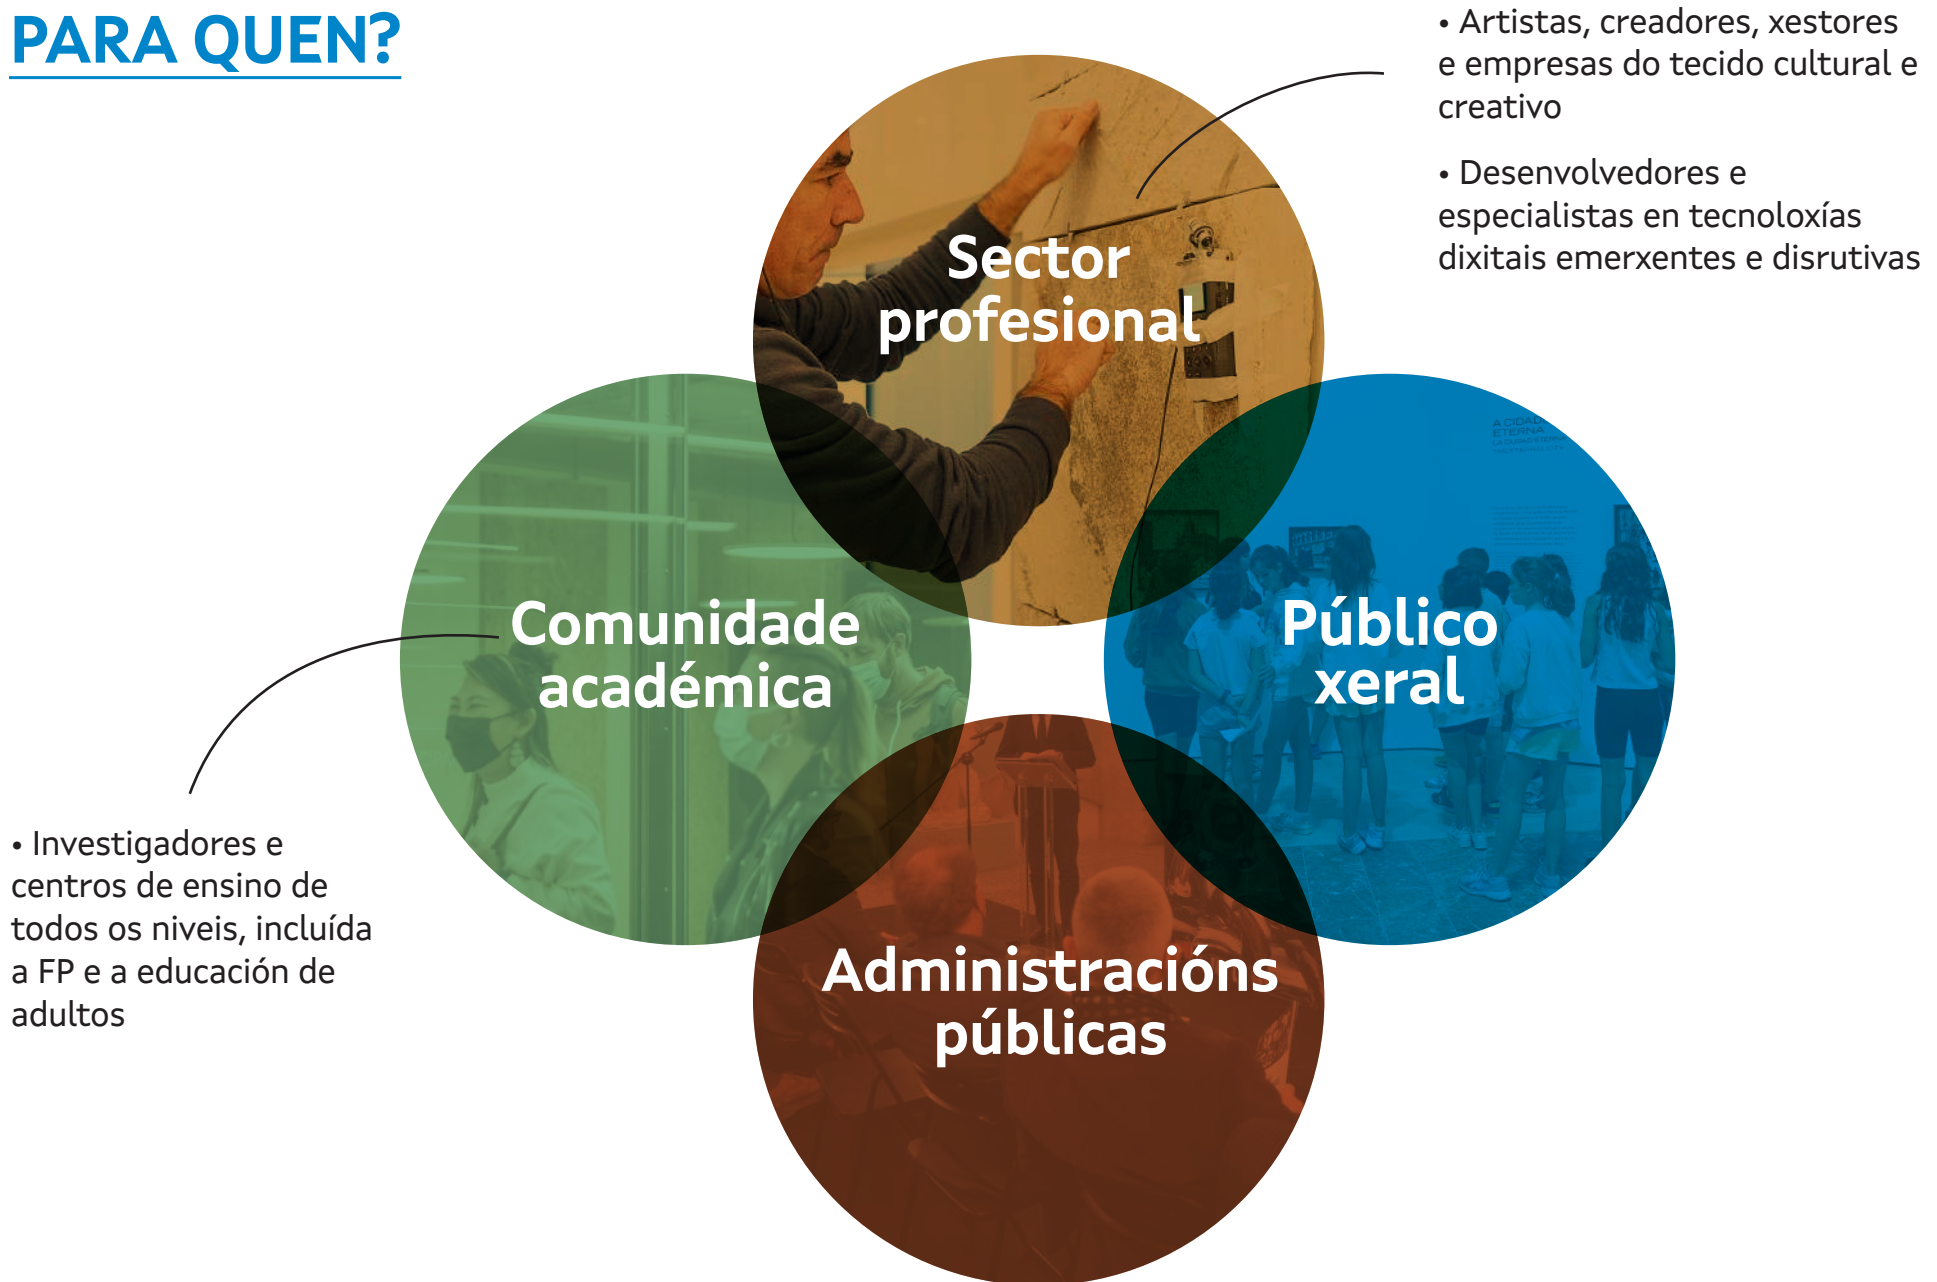 PARA QUEN?
• Artistas, creadores, xestores
e empresas do tecido cultural e
creativo
• Desenvolvedores e
especialistas en tecnoloxías
dixitais emerxentes e disrutivas
Sector
profesional
A CIDADE
ETERNA
Comunidade
académica
Público
xeral
• Investigadores e
centros de ensino de
todos os niveis, incluída
a FP e a educación de
adultos
Administracións
públicas